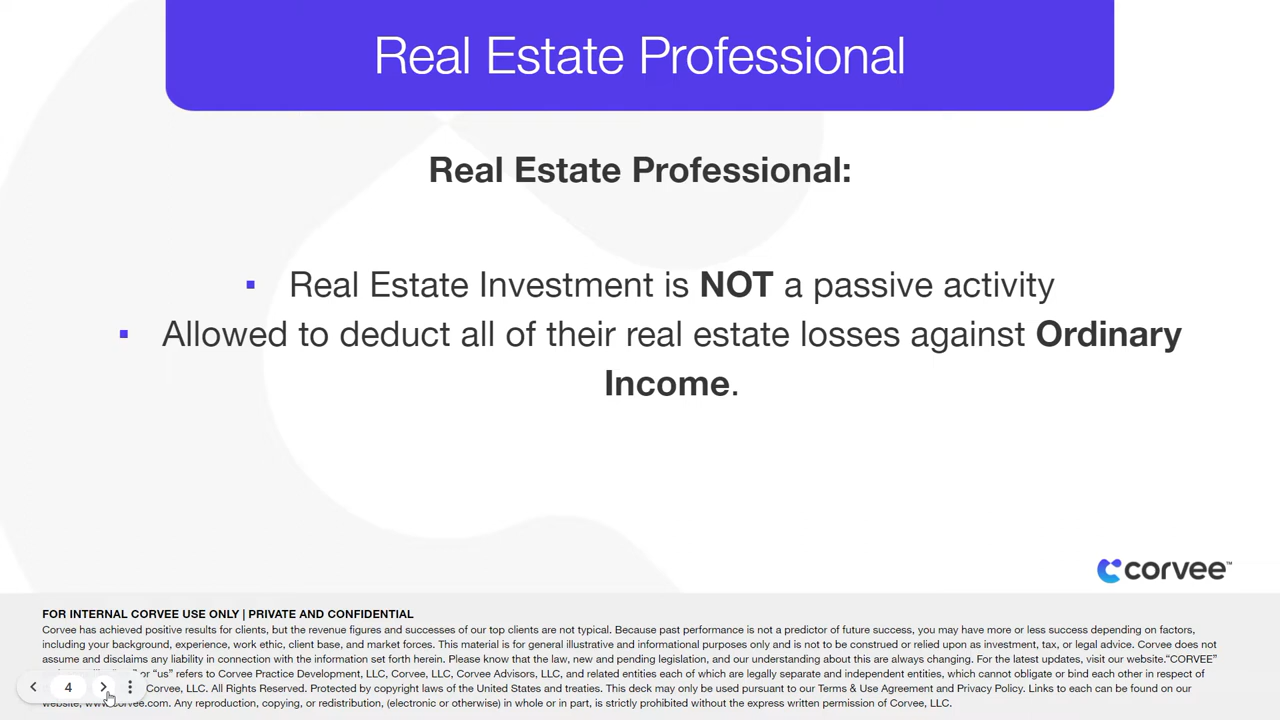 Real Estate Professional
Real Estate Professional:
▪ Real Estate Investment is NOT a passive activity
▪ Allowed to deduct all of their real estate losses against Ordinary
Income.
corvee™
FOR INTERNAL CORVEE USE ONLY | PRIVATE AND CONFIDENTIAL
Corvee has achieved positive results for clients, but the revenue figures and successes of our top clients are not typical. Because past performance is not a predictor of future success, you may have more or less success depending on factors,
including your background, experience, work ethic, client base, and market forces. This material is for general illustrative and informational purposes only and is not to be construed or relied upon as investment, tax, or legal advice. Corvee does not
assume and disclaims any liability in connection with the information set forth herein. Please know that the law, new and pending legislation, and our understanding about this are always changing. For the latest updates, visit our website.“CORVEE”
or “us” refers to Corvee Practice Development, LLC, Corvee, LLC, Corvee Advisors, LLC, and related entities each of which are legally separate and independent entities, which cannot obligate or bind each other in respect of
4
Corvee, LLC. All Rights Reserved. Protected by copyright laws of the United States and treaties. This deck may only be used pursuant to our Terms & Use Agreement and Privacy Policy. Links to each can be found on our
website, www.corvee.com. Any reproduction, copying, or redistribution, (electronic or otherwise) in whole or in part, is strictly prohibited without the express written permission of Corvee, LLC.